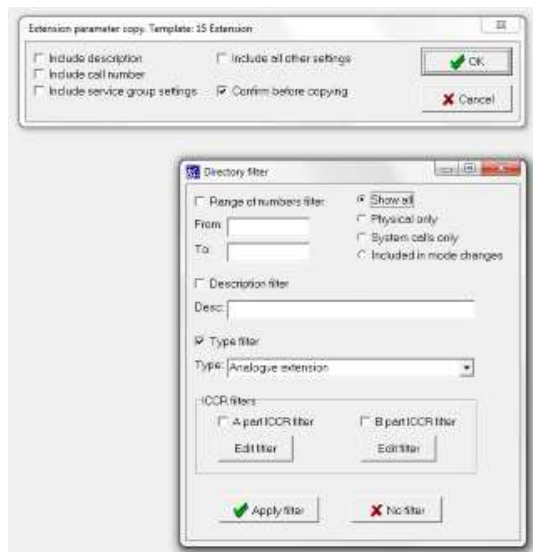 Extension parameter copy. Template: 15 Extension
Include description
Include all other settings
OK
Include call number
Include service group settings
Confirm before copying
Cancel
Directory filter
Range of numbers filter
Show all
From:
Physical only
System calls only
To:
Included in mode changes
Description filter
Desc:
Type filter
Type: Analogue extension
ICCR filters
A part ICCR filter
B part ICCR filter
Edit filter
Edit filter
Apply filter
No filter